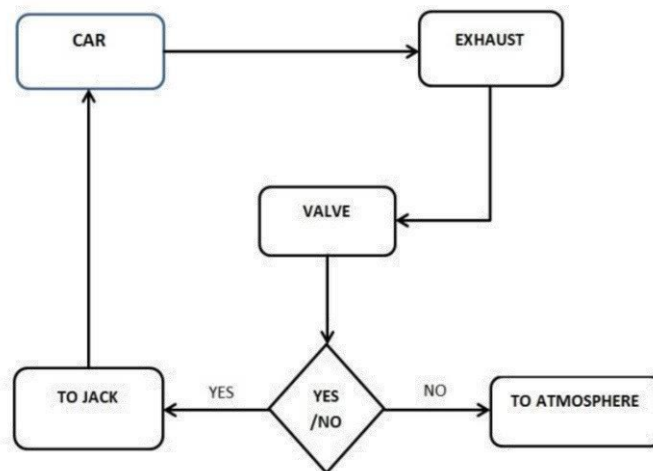 CAR
EXHAUST
VALVE
TO JACK
YES
YES
/NO
NO
TO ATMOSPHERE